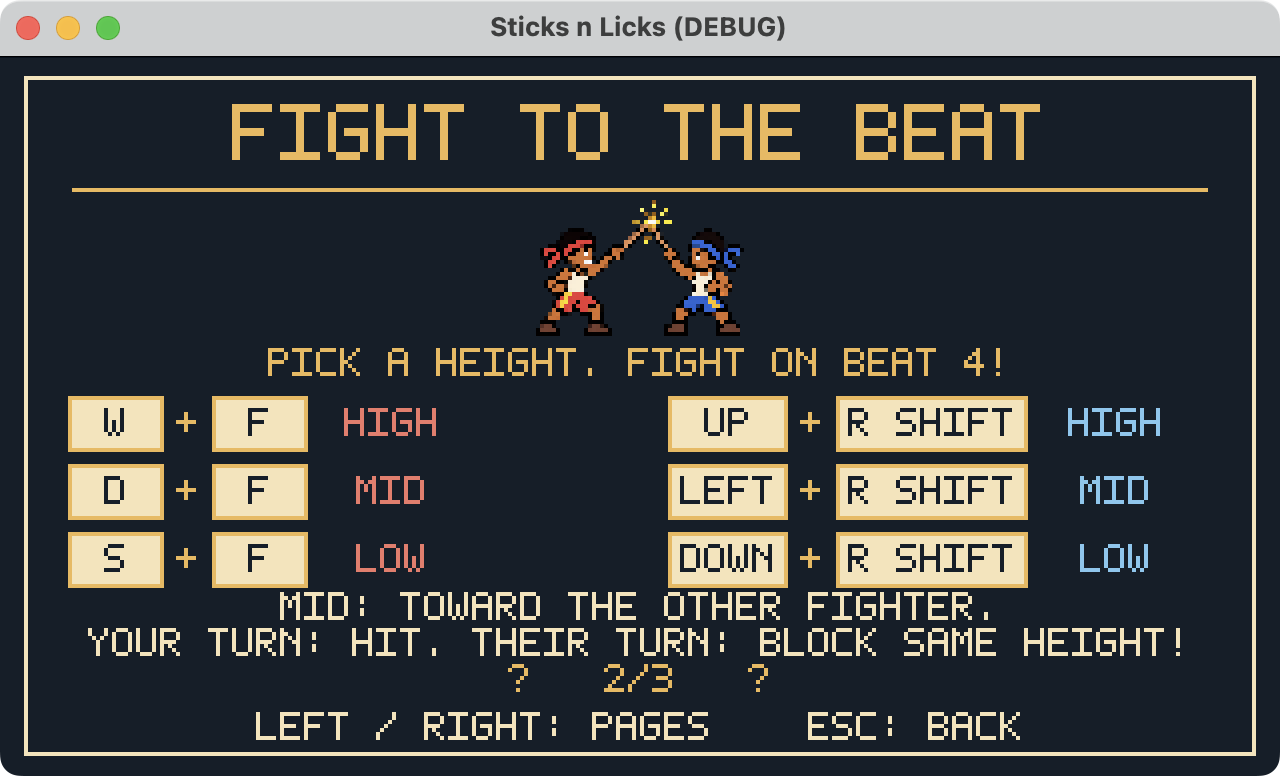 Sticks n Licks (DEBUG)
FIGHT TO THE BEAT
PICK A HEIGHT. FIGHT ON BEAT 4!
W + F HIGH UP + R SHIFT HIGH
D + F MID LEFT + R SHIFT MID
S + F LOW DOWN + R SHIFT LOW
MID: TOWARD THE OTHER FIGHTER.
YOUR TURN: HIT. THEIR TURN: BLOCK SAME HEIGHT!
? 2/3 ?
LEFT / RIGHT: PAGES ESC: BACK